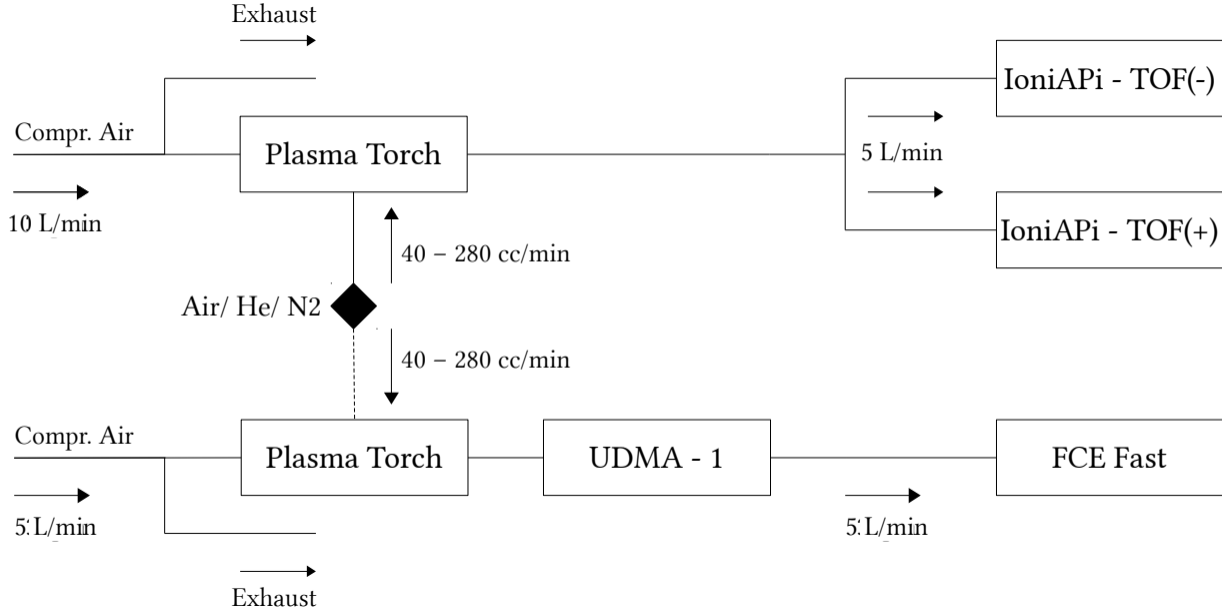 Exhaust
IoniAPi - TOF(-)
Compr. Air
Plasma Torch
5 L/min
10 L/min
IoniAPi - TOF(+)
40 – 280 cc/min
Air/ He/ N2
40 – 280 cc/min
Compr. Air
Plasma Torch
UDMA - 1
FCE Fast
5 L/min
5 L/min
Exhaust